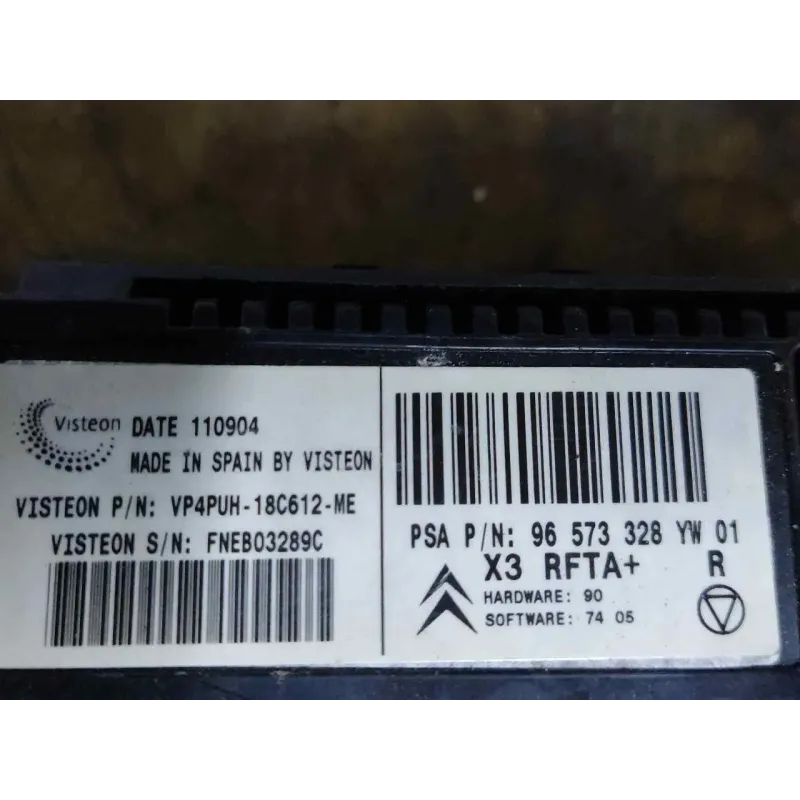 Visteon DATE 110904
MADE IN SPAIN BY VISTEON
VISTEON P/N: VP4PUH-18C612-ME
VISTEON S/N: FNEB03289C
PSA P/N: 96 573 328 YW 01
X3 RFTA+ R
HARDWARE: 90
SOFTWARE: 74 05